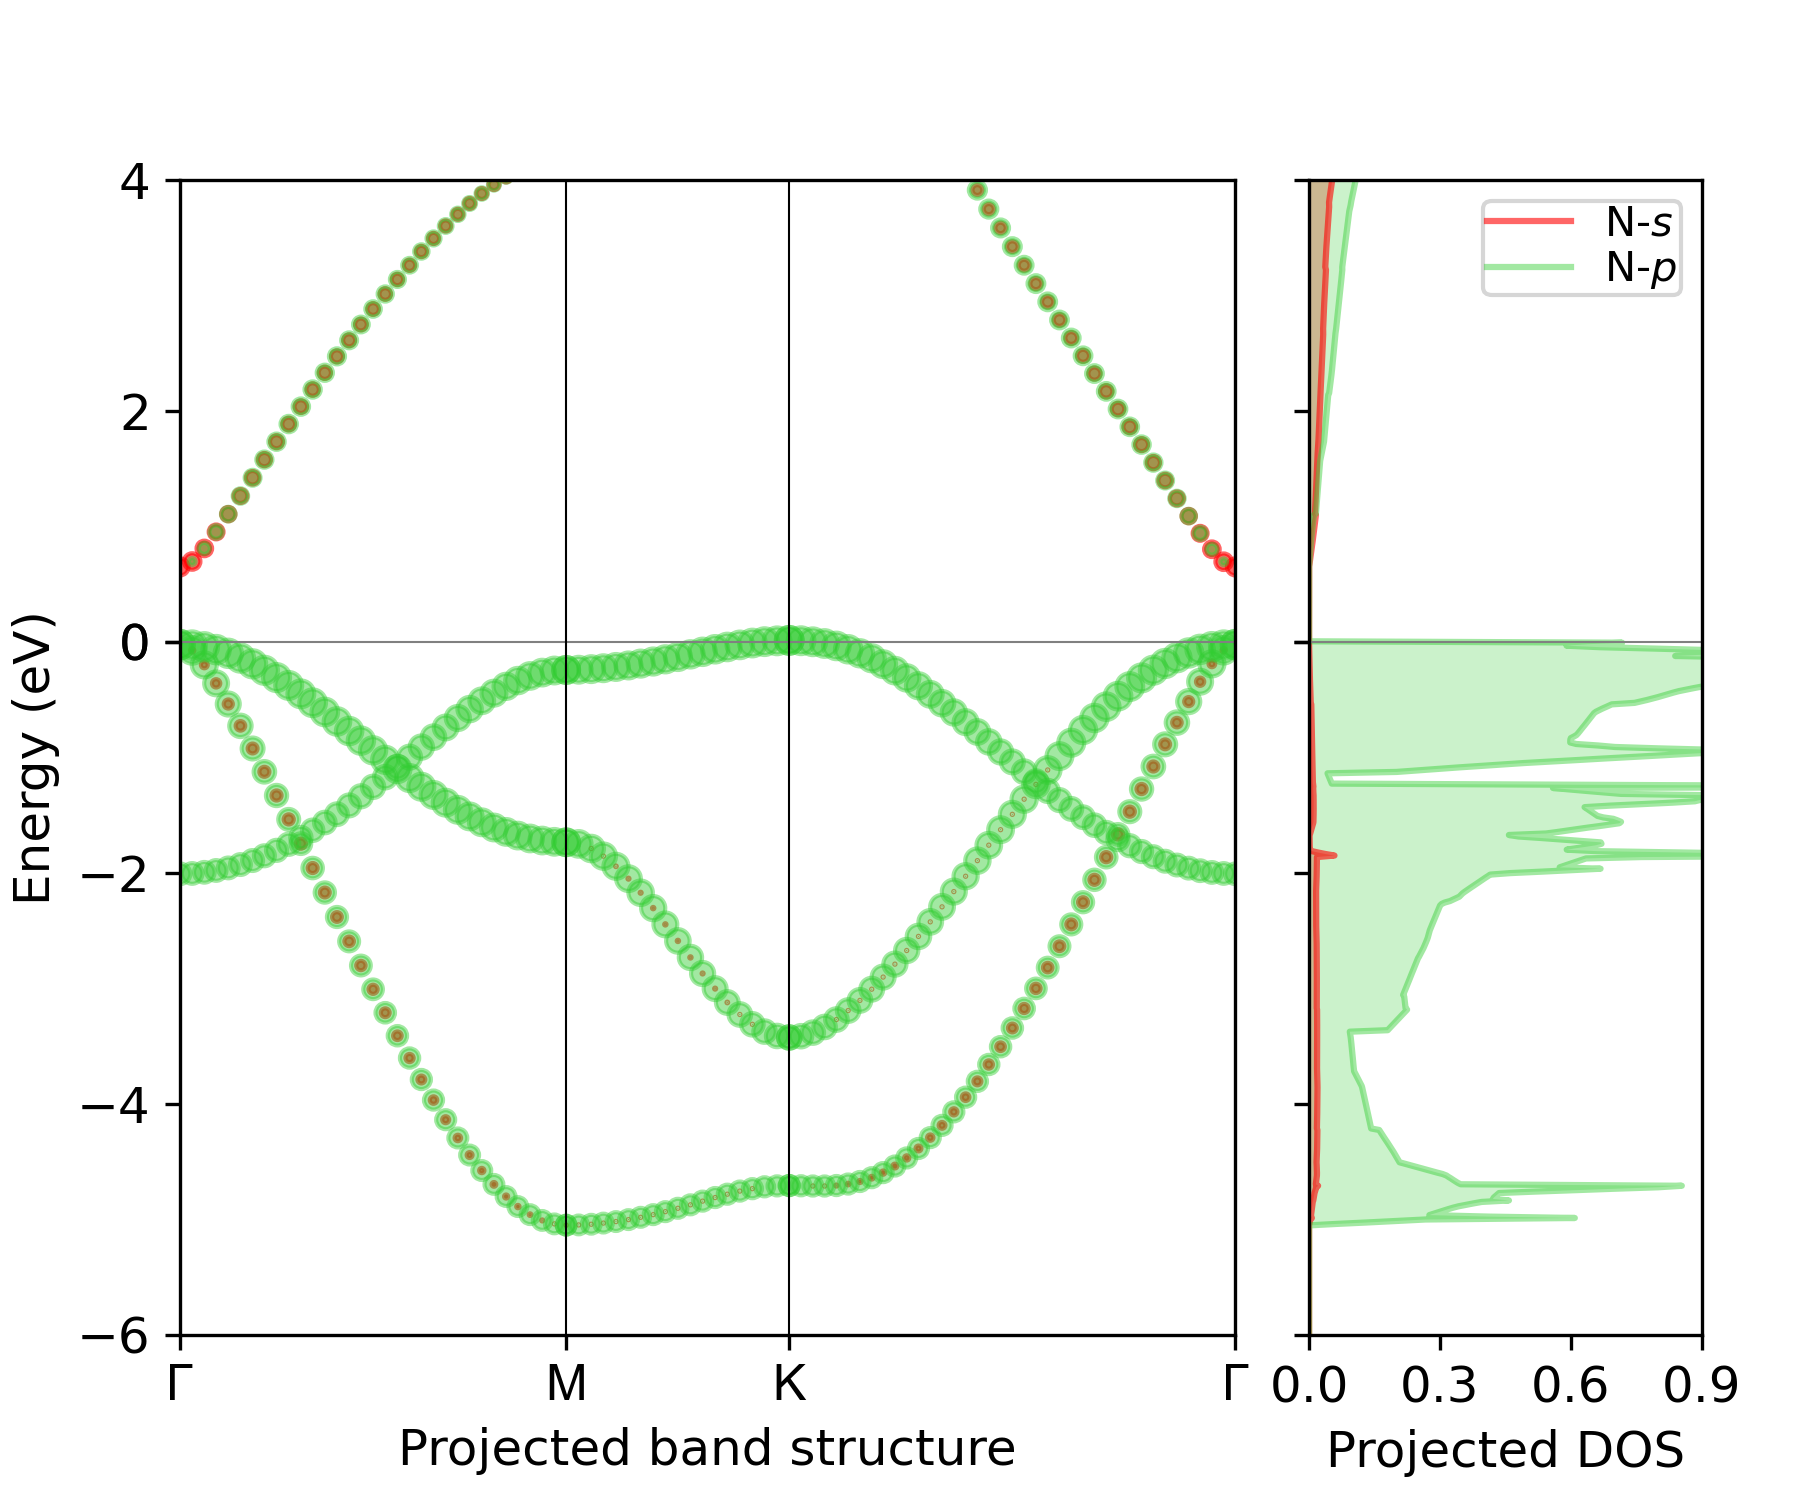 4
2
0
−2
−4
−6
Energy (eV)
Γ M K Γ
Projected band structure
N-s
N-p
0.0 0.3 0.6 0.9
Projected DOS